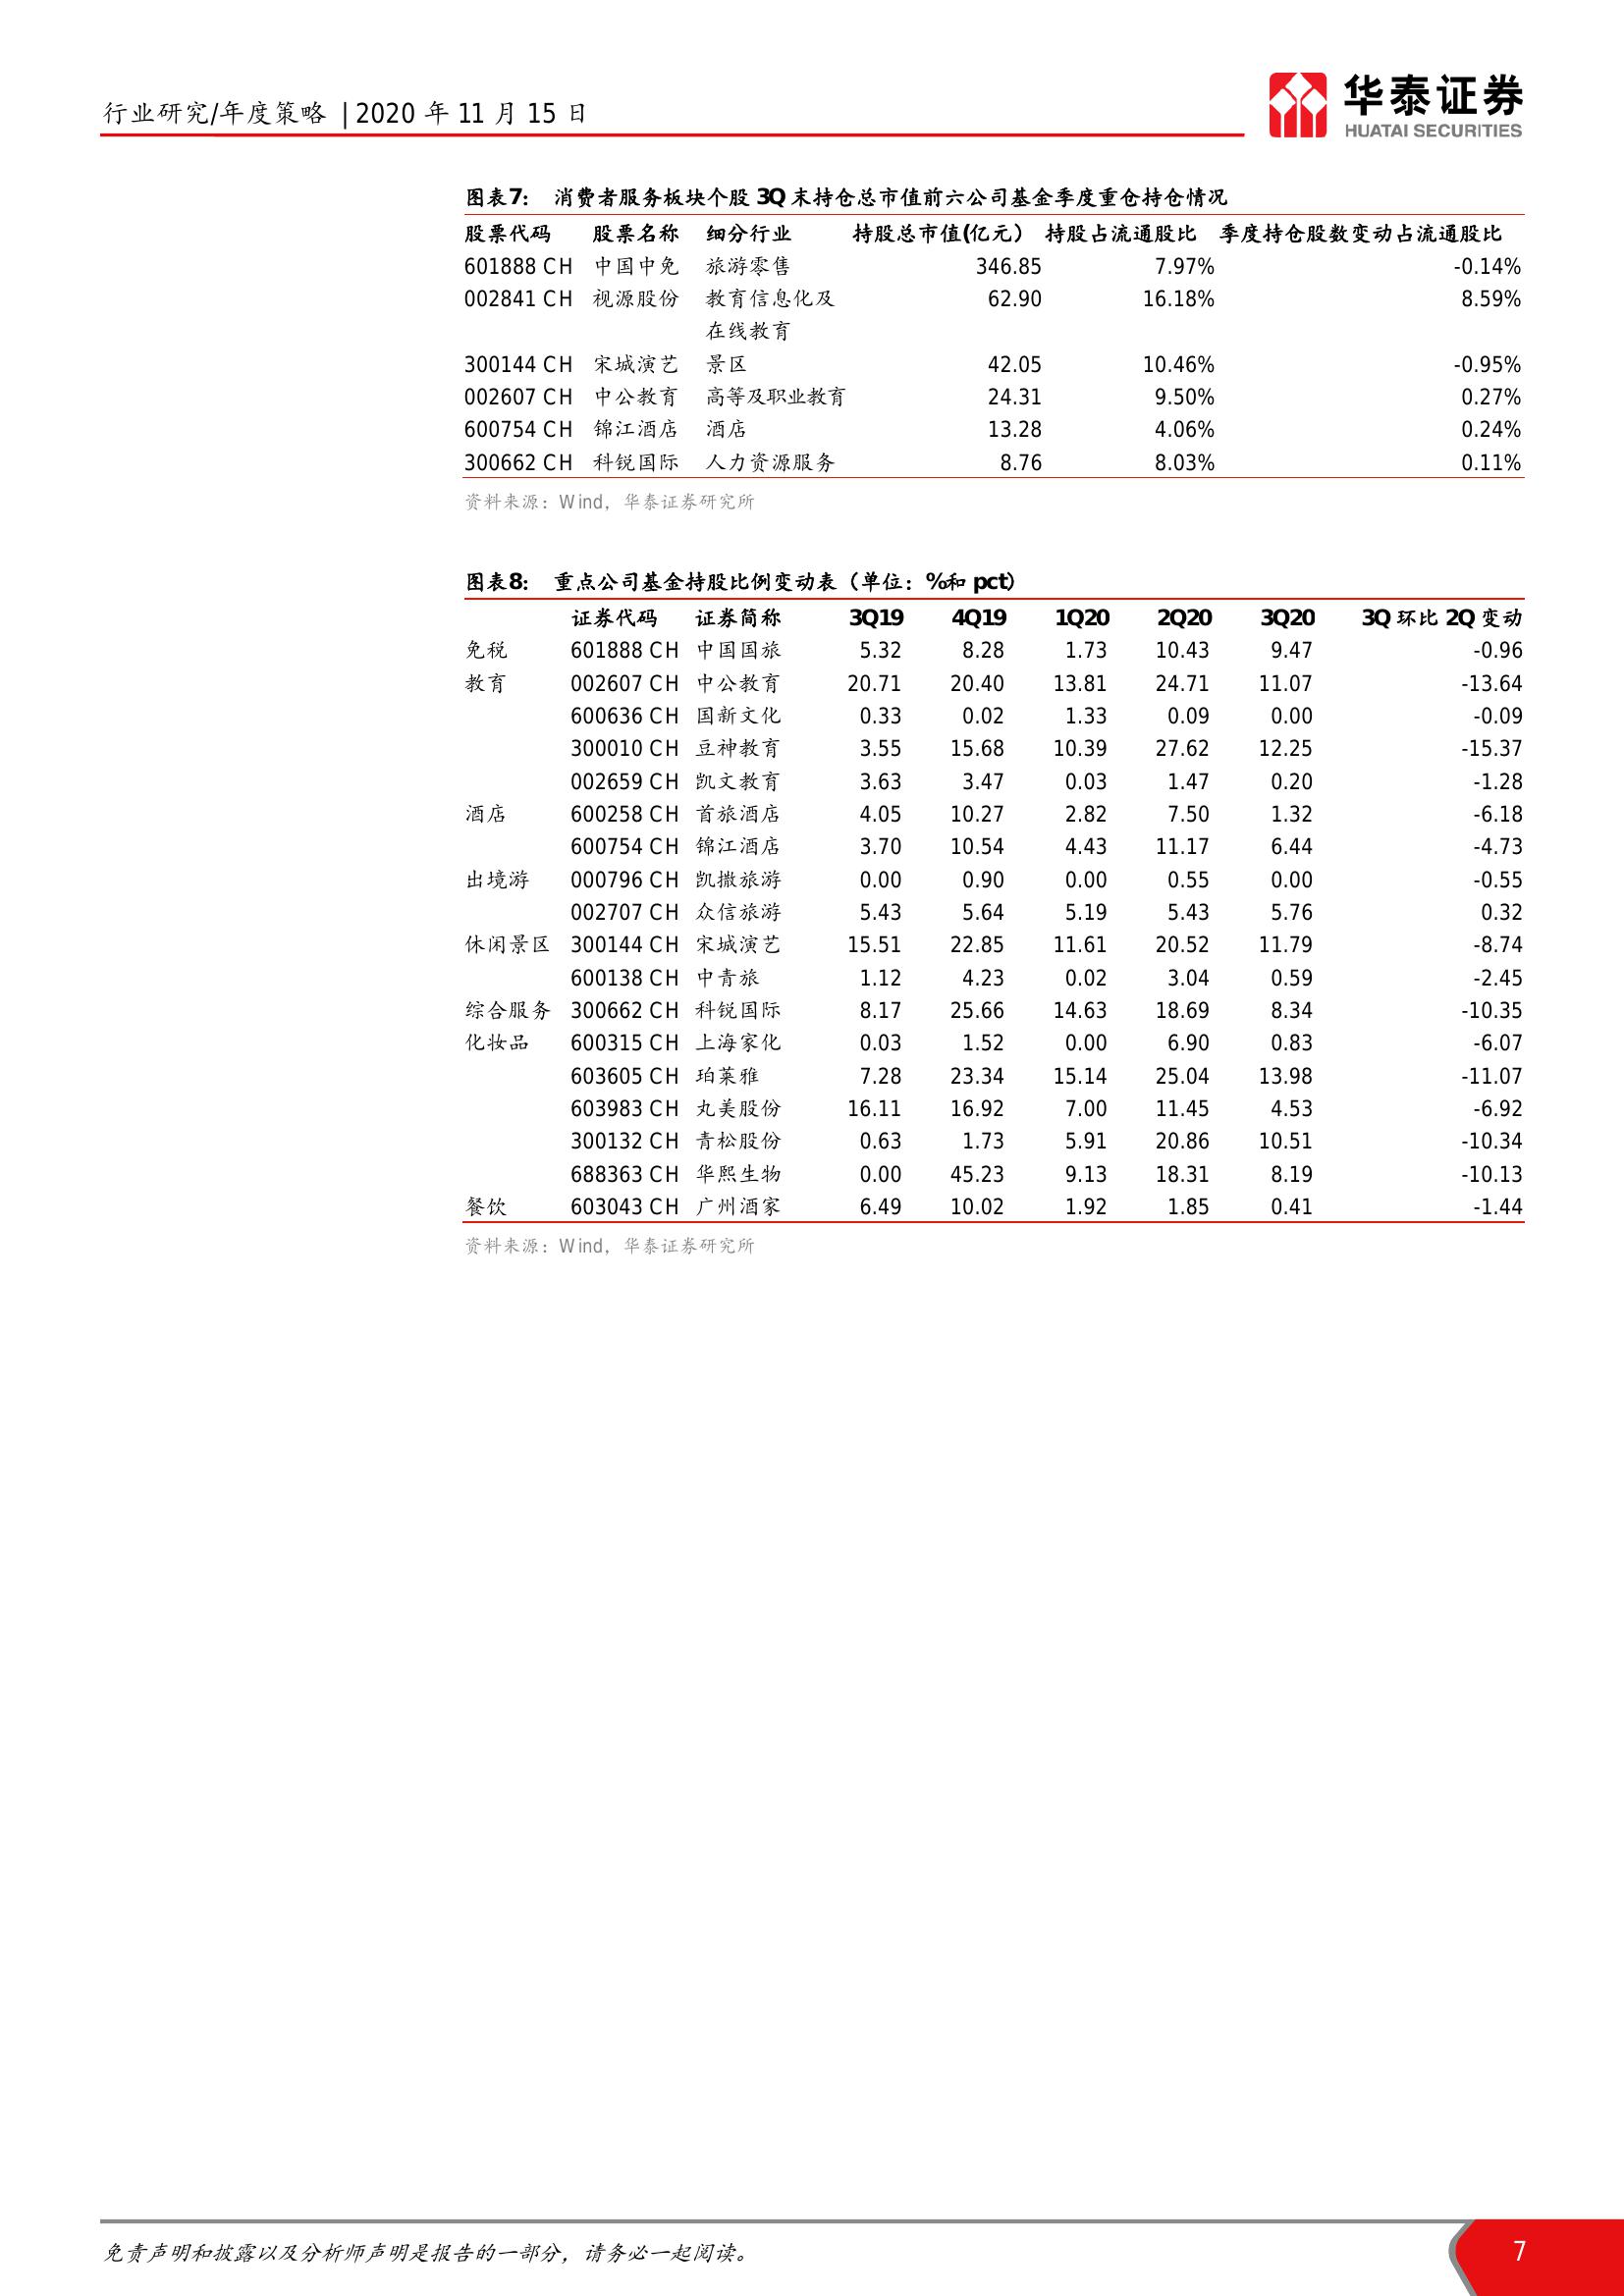 行业研究/年度策略 | 2020 年 11 月 15 日
华泰证券
HUATAI SECURITIES
图表7: 消费者服务板块个股 3Q 末持仓总市值前六公司基金季度重仓持仓情况
股票代码 股票名称 细分行业 持股总市值(亿元) 持股占流通股比 季度持仓股数变动占流通股比
601888 CH 中国中免 旅游零售 346.85 7.97% -0.14%
002841 CH 视源股份 教育信息化及 62.90 16.18% 8.59%
在线教育
300144 CH 宋城演艺 景区 42.05 10.46% -0.95%
002607 CH 中公教育 高等及职业教育 24.31 9.50% 0.27%
600754 CH 锦江酒店 酒店 13.28 4.06% 0.24%
300662 CH 科锐国际 人力资源服务 8.76 8.03% 0.11%
资料来源：Wind，华泰证券研究所
图表8: 重点公司基金持股比例变动表（单位：%和 pct）
证券代码 证券简称 3Q19 4Q19 1Q20 2Q20 3Q20 3Q 环比 2Q 变动
免税 601888 CH 中国国旅 5.32 8.28 1.73 10.43 9.47 -0.96
教育 002607 CH 中公教育 20.71 20.40 13.81 24.71 11.07 -13.64
600636 CH 国新文化 0.33 0.02 1.33 0.09 0.00 -0.09
300010 CH 豆神教育 3.55 15.68 10.39 27.62 12.25 -15.37
002659 CH 凯文教育 3.63 3.47 0.03 1.47 0.20 -1.28
酒店 600258 CH 首旅酒店 4.05 10.27 2.82 7.50 1.32 -6.18
600754 CH 锦江酒店 3.70 10.54 4.43 11.17 6.44 -4.73
出境游 000796 CH 凯撒旅游 0.00 0.90 0.00 0.55 0.00 -0.55
002707 CH 众信旅游 5.43 5.64 5.19 5.43 5.76 0.32
休闲景区 300144 CH 宋城演艺 15.51 22.85 11.61 20.52 11.79 -8.74
600138 CH 中青旅 1.12 4.23 0.02 3.04 0.59 -2.45
综合服务 300662 CH 科锐国际 8.17 25.66 14.63 18.69 8.34 -10.35
化妆品 600315 CH 上海家化 0.03 1.52 0.00 6.90 0.83 -6.07
603605 CH 珀莱雅 7.28 23.34 15.14 25.04 13.98 -11.07
603983 CH 丸美股份 16.11 16.92 7.00 11.45 4.53 -6.92
300132 CH 青松股份 0.63 1.73 5.91 20.86 10.51 -10.34
688363 CH 华熙生物 0.00 45.23 9.13 18.31 8.19 -10.13
餐饮 603043 CH 广州酒家 6.49 10.02 1.92 1.85 0.41 -1.44
资料来源：Wind，华泰证券研究所
免责声明和披露以及分析师声明是报告的一部分，请务必一起阅读。
7